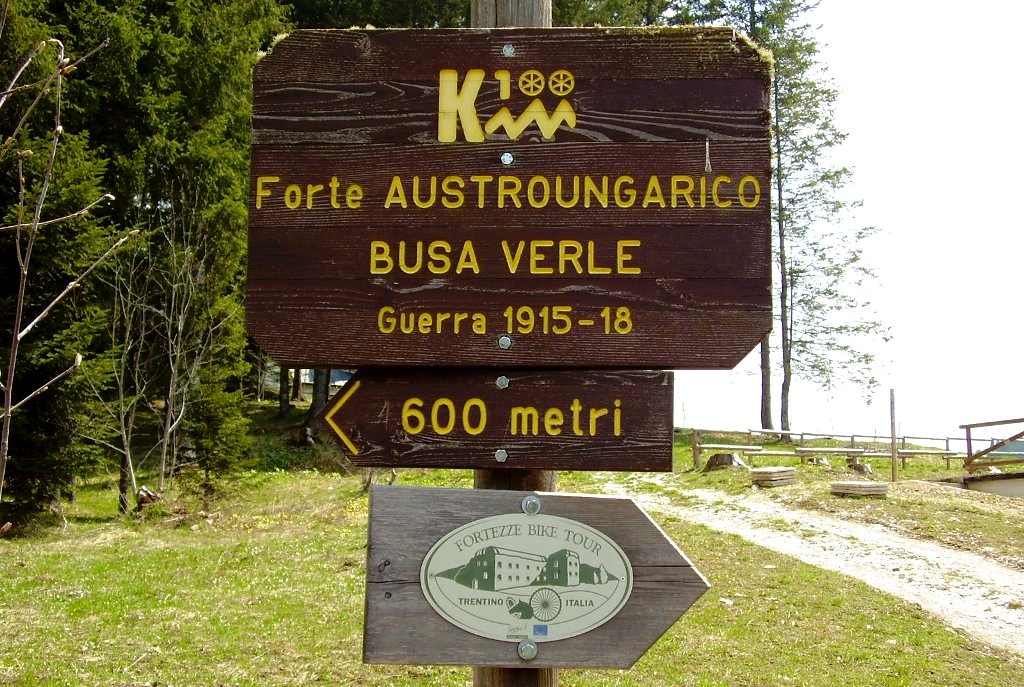 K100
Forte AUSTROUNGARICO
BUSA VERLE
Guerra 1915-18
600 metri
FORTEZZE BIKE TOUR
TRENTINO ITALIA